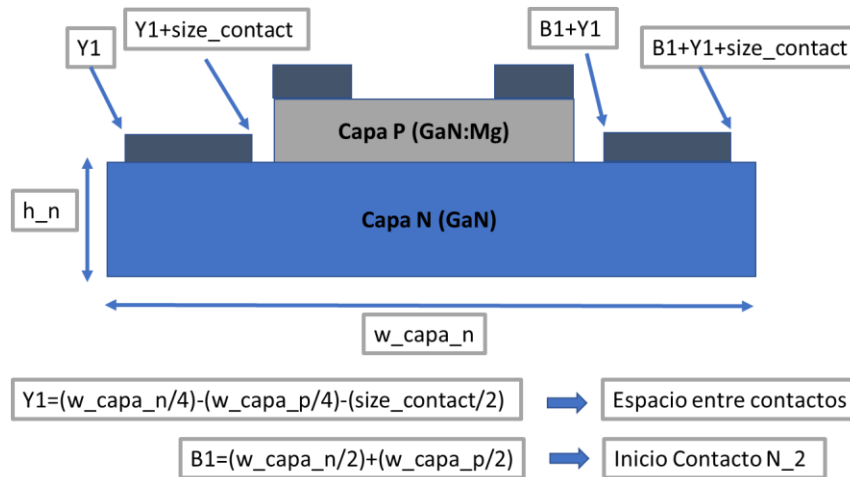 Y1
Y1+size_contact
B1+Y1
B1+Y1+size_contact
Capa P (GaN:Mg)
h_n
Capa N (GaN)
w_capa_n
Y1=(w_capa_n/4)-(w_capa_p/4)-(size_contact/2)
Espacio entre contactos
B1=(w_capa_n/2)+(w_capa_p/2)
Inicio Contacto N_2